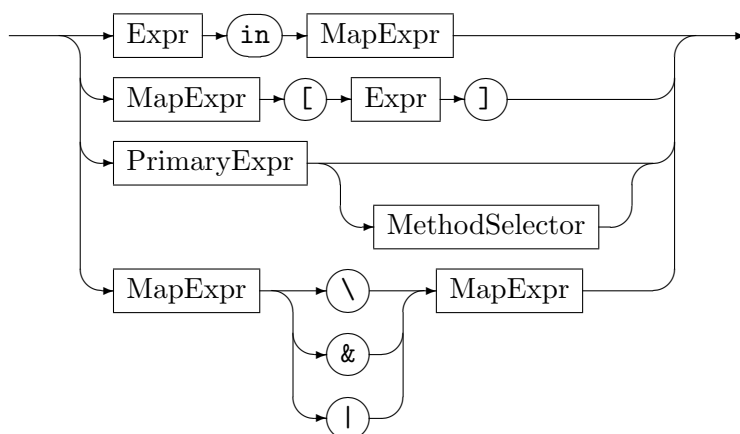 Expr in MapExpr
MapExpr [ Expr ]
PrimaryExpr
MethodSelector
MapExpr \ MapExpr
&
|